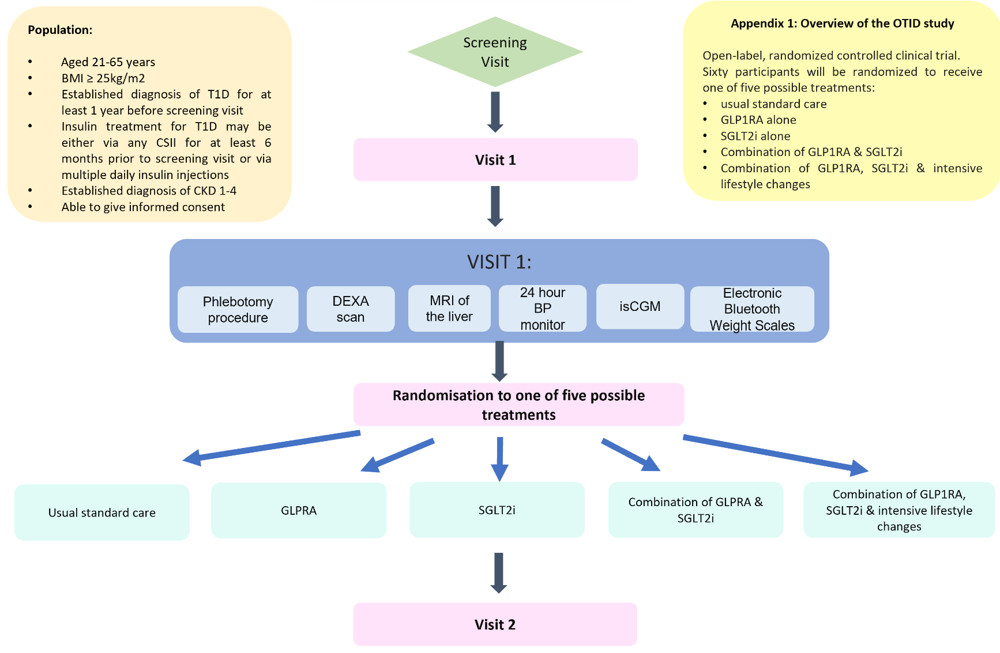 Population:
• Aged 21-65 years
• BMI ≥ 25kg/m2
• Established diagnosis of T1D for at
least 1 year before screening visit
• Insulin treatment for T1D may be
either via any CSII for at least 6
months prior to screening visit or via
multiple daily insulin injections
• Established diagnosis of CKD 1-4
• Able to give informed consent
Screening
Visit
Appendix 1: Overview of the OTID study
Open-label, randomized controlled clinical trial.
Sixty participants will be randomized to receive
one of five possible treatments:
• usual standard care
• GLP1RA alone
• SGLT2i alone
• Combination of GLP1RA & SGLT2i
• Combination of GLP1RA, SGLT2i & intensive
lifestyle changes
Visit 1
VISIT 1:
Phlebotomy
procedure
DEXA
scan
MRI of
the liver
24 hour
BP
monitor
isCGM
Electronic
Bluetooth
Weight Scales
Randomisation to one of five possible
treatments
Usual standard care
GLPRA
SGLT2i
Combination of GLPRA &
SGLT2i
Combination of GLP1RA,
SGLT2i & intensive lifestyle
changes
Visit 2